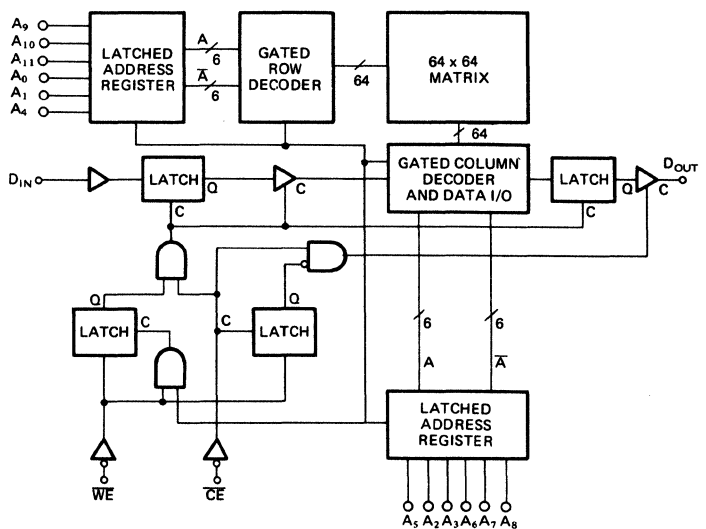 A9
A10
A11
A0
A1
A4
LATCHED
ADDRESS
REGISTER
A
6
A̅
6
GATED
ROW
DECODER
64
64 x 64
MATRIX
64
DIN
LATCH
Q
C
C
GATED COLUMN
DECODER
AND DATA I/O
LATCH
Q
C
C
DOUT
Q
LATCH
C
C
Q
LATCH
6
A
6
A̅
LATCHED
ADDRESS
REGISTER
W̅E̅
C̅E̅
A5 A2 A3 A6 A7 A8